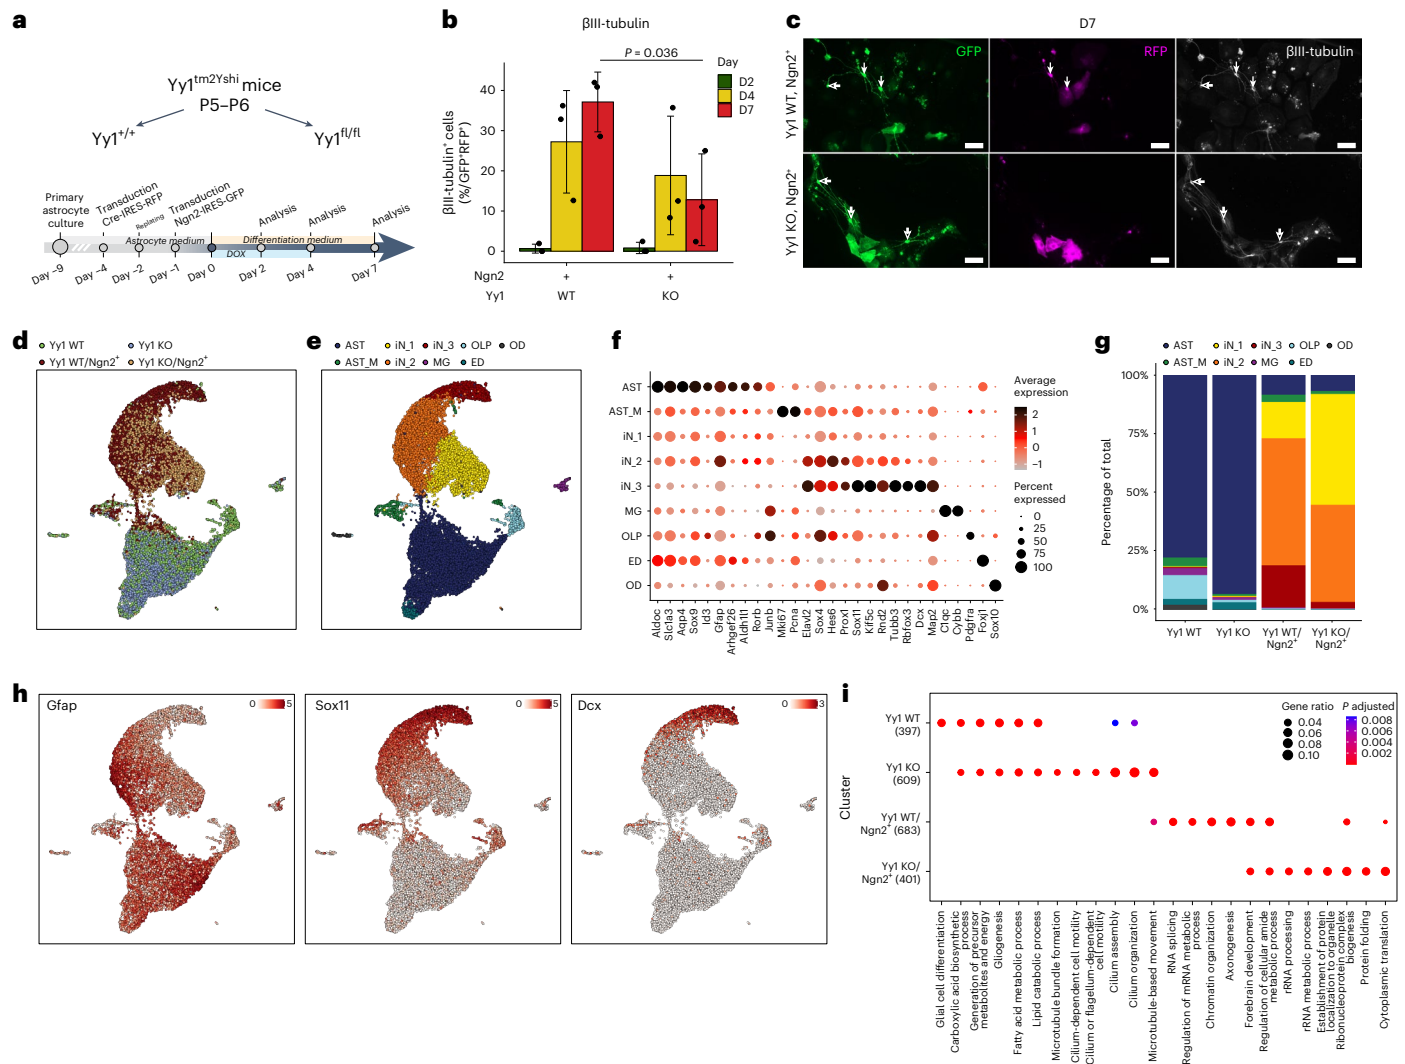 a
Yy1tm2Yshi mice
P5–P6
Yy1+/+
Yy1fl/fl
Primary
astrocyte
culture
Transduction
Cre-IRES-RFP
Replating
Transduction
Ngn2-IRES-GFP
Analysis
Analysis
Analysis
Astrocyte medium
Differentiation medium
DOX
Day −9
Day −4
Day −2
Day −1
Day 0
Day 2
Day 4
Day 7
b
βIII-tubulin
P = 0.036
Day
D2
D4
D7
βIII-tubulin+ cells
(%/GFP+RFP+)
40
30
20
10
0
Ngn2
+
+
Yy1
WT
KO
c
D7
GFP
RFP
βIII-tubulin
Yy1 WT, Ngn2+
Yy1 KO, Ngn2+
d
Yy1 WT
Yy1 KO
Yy1 WT/Ngn2+
Yy1 KO/Ngn2+
e
AST
iN_1
iN_3
OLP
OD
AST_M
iN_2
MG
ED
f
AST
AST_M
iN_1
iN_2
iN_3
MG
OLP
ED
OD
Aldoc
Slc1a3
Aqp4
Sox9
Id3
Gfap
Arhgef26
Aldh1l1
Rorb
Junb
Mki67
Pcna
Elavl2
Sox4
Hes6
Prox1
Sox11
Kif5c
Rnd2
Tubb3
Rbfox3
Dcx
Map2
C1qc
Cybb
Pdgfra
Foxj1
Sox10
Average
expression
2
1
0
−1
Percent
expressed
0
25
50
75
100
g
AST
iN_1
iN_3
OLP
OD
AST_M
iN_2
MG
ED
Percentage of total
100%
75%
50%
25%
0%
Yy1 WT
Yy1 KO
Yy1 WT/
Ngn2+
Yy1 KO/
Ngn2+
h
Gfap
0
5
Sox11
0
5
Dcx
0
3
i
Cluster
Yy1 WT
(397)
Yy1 KO
(609)
Yy1 WT/
Ngn2+ (683)
Yy1 KO/
Ngn2+ (401)
Gene ratio
0.04
0.06
0.08
0.10
P adjusted
0.008
0.006
0.004
0.002
Glial cell differentiation
Carboxylic acid biosynthetic
process
Generation of precursor
metabolites and energy
Gliogenesis
Fatty acid metabolic process
Lipid catabolic process
Microtubule bundle formation
Cilium-dependent cell motility
Cilium or flagellum-dependent
cell motility
Cilium assembly
Cilium organization
Microtubule-based movement
RNA splicing
Regulation of mRNA metabolic
process
Chromatin organization
Axonogenesis
Forebrain development
Regulation of cellular amide
metabolic process
rRNA processing
rRNA metabolic process
Establishment of protein
localization to organelle
Ribonucleoprotein complex
biogenesis
Protein folding
Cytoplasmic translation